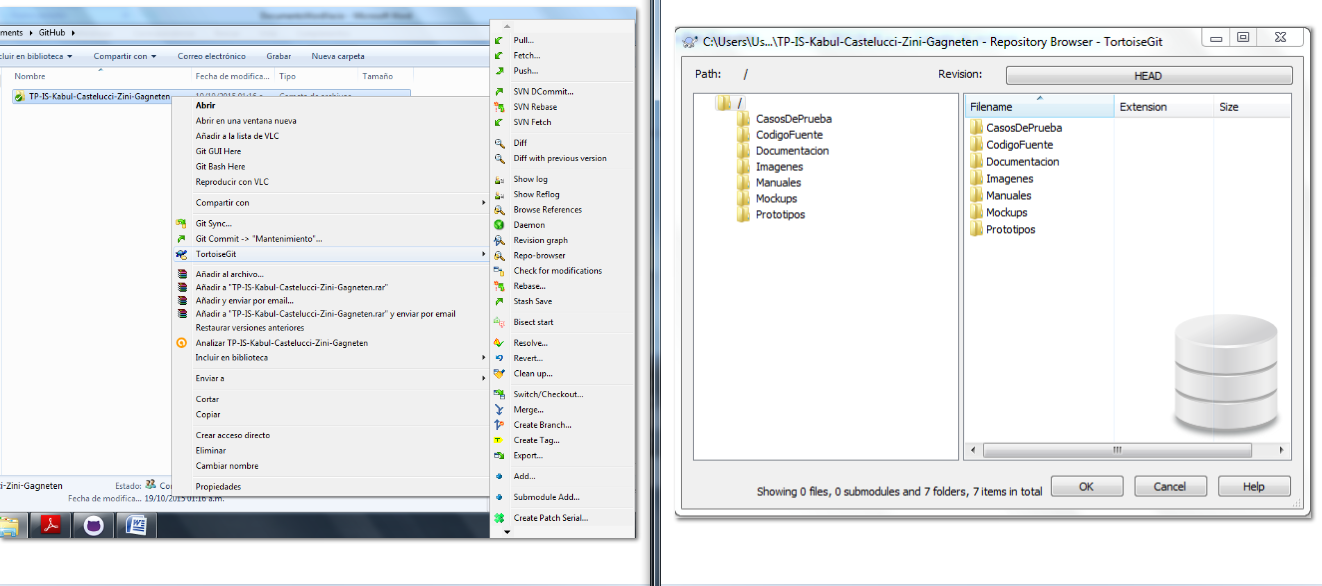 ments ▸ GitHub ▸
cluir en biblioteca ▾ Compartir con ▾ Correo electrónico Grabar Nueva carpeta
Nombre Fecha de modifica... Tipo Tamaño
TP-IS-Kabul-Castelucci-Zini-Gagneten
Abrir
Abrir en una ventana nueva
Añadir a la lista de VLC
Git GUI Here
Git Bash Here
Reproducir con VLC
Compartir con
Git Sync...
Git Commit -> "Mantenimiento"...
TortoiseGit
Añadir al archivo...
Añadir a "TP-IS-Kabul-Castelucci-Zini-Gagneten.rar"
Añadir y enviar por email...
Añadir a "TP-IS-Kabul-Castelucci-Zini-Gagneten.rar" y enviar por email
Restaurar versiones anteriores
Analizar TP-IS-Kabul-Castelucci-Zini-Gagneten
Incluir en biblioteca
Enviar a
Cortar
Copiar
Crear acceso directo
Eliminar
Cambiar nombre
Propiedades
i-Zini-Gagneten Estado: Co
Fecha de modifica... 19/10/2015 01:16 a.m.
Pull...
Fetch...
Push...
SVN DCommit...
SVN Rebase
SVN Fetch
Diff
Diff with previous version
Show log
Show Reflog
Browse References
Daemon
Revision graph
Repo-browser
Check for modifications
Rebase...
Stash Save
Bisect start
Resolve...
Revert...
Clean up...
Switch/Checkout...
Merge...
Create Branch...
Create Tag...
Export...
Add...
Submodule Add...
Create Patch Serial...
C:\Users\Us...\TP-IS-Kabul-Castelucci-Zini-Gagneten - Repository Browser - TortoiseGit
Path: / Revision: HEAD
/
CasosDePrueba
CodigoFuente
Documentacion
Imagenes
Manuales
Mockups
Prototipos
Filename Extension Size
CasosDePrueba
CodigoFuente
Documentacion
Imagenes
Manuales
Mockups
Prototipos
Showing 0 files, 0 submodules and 7 folders, 7 items in total
OK Cancel Help